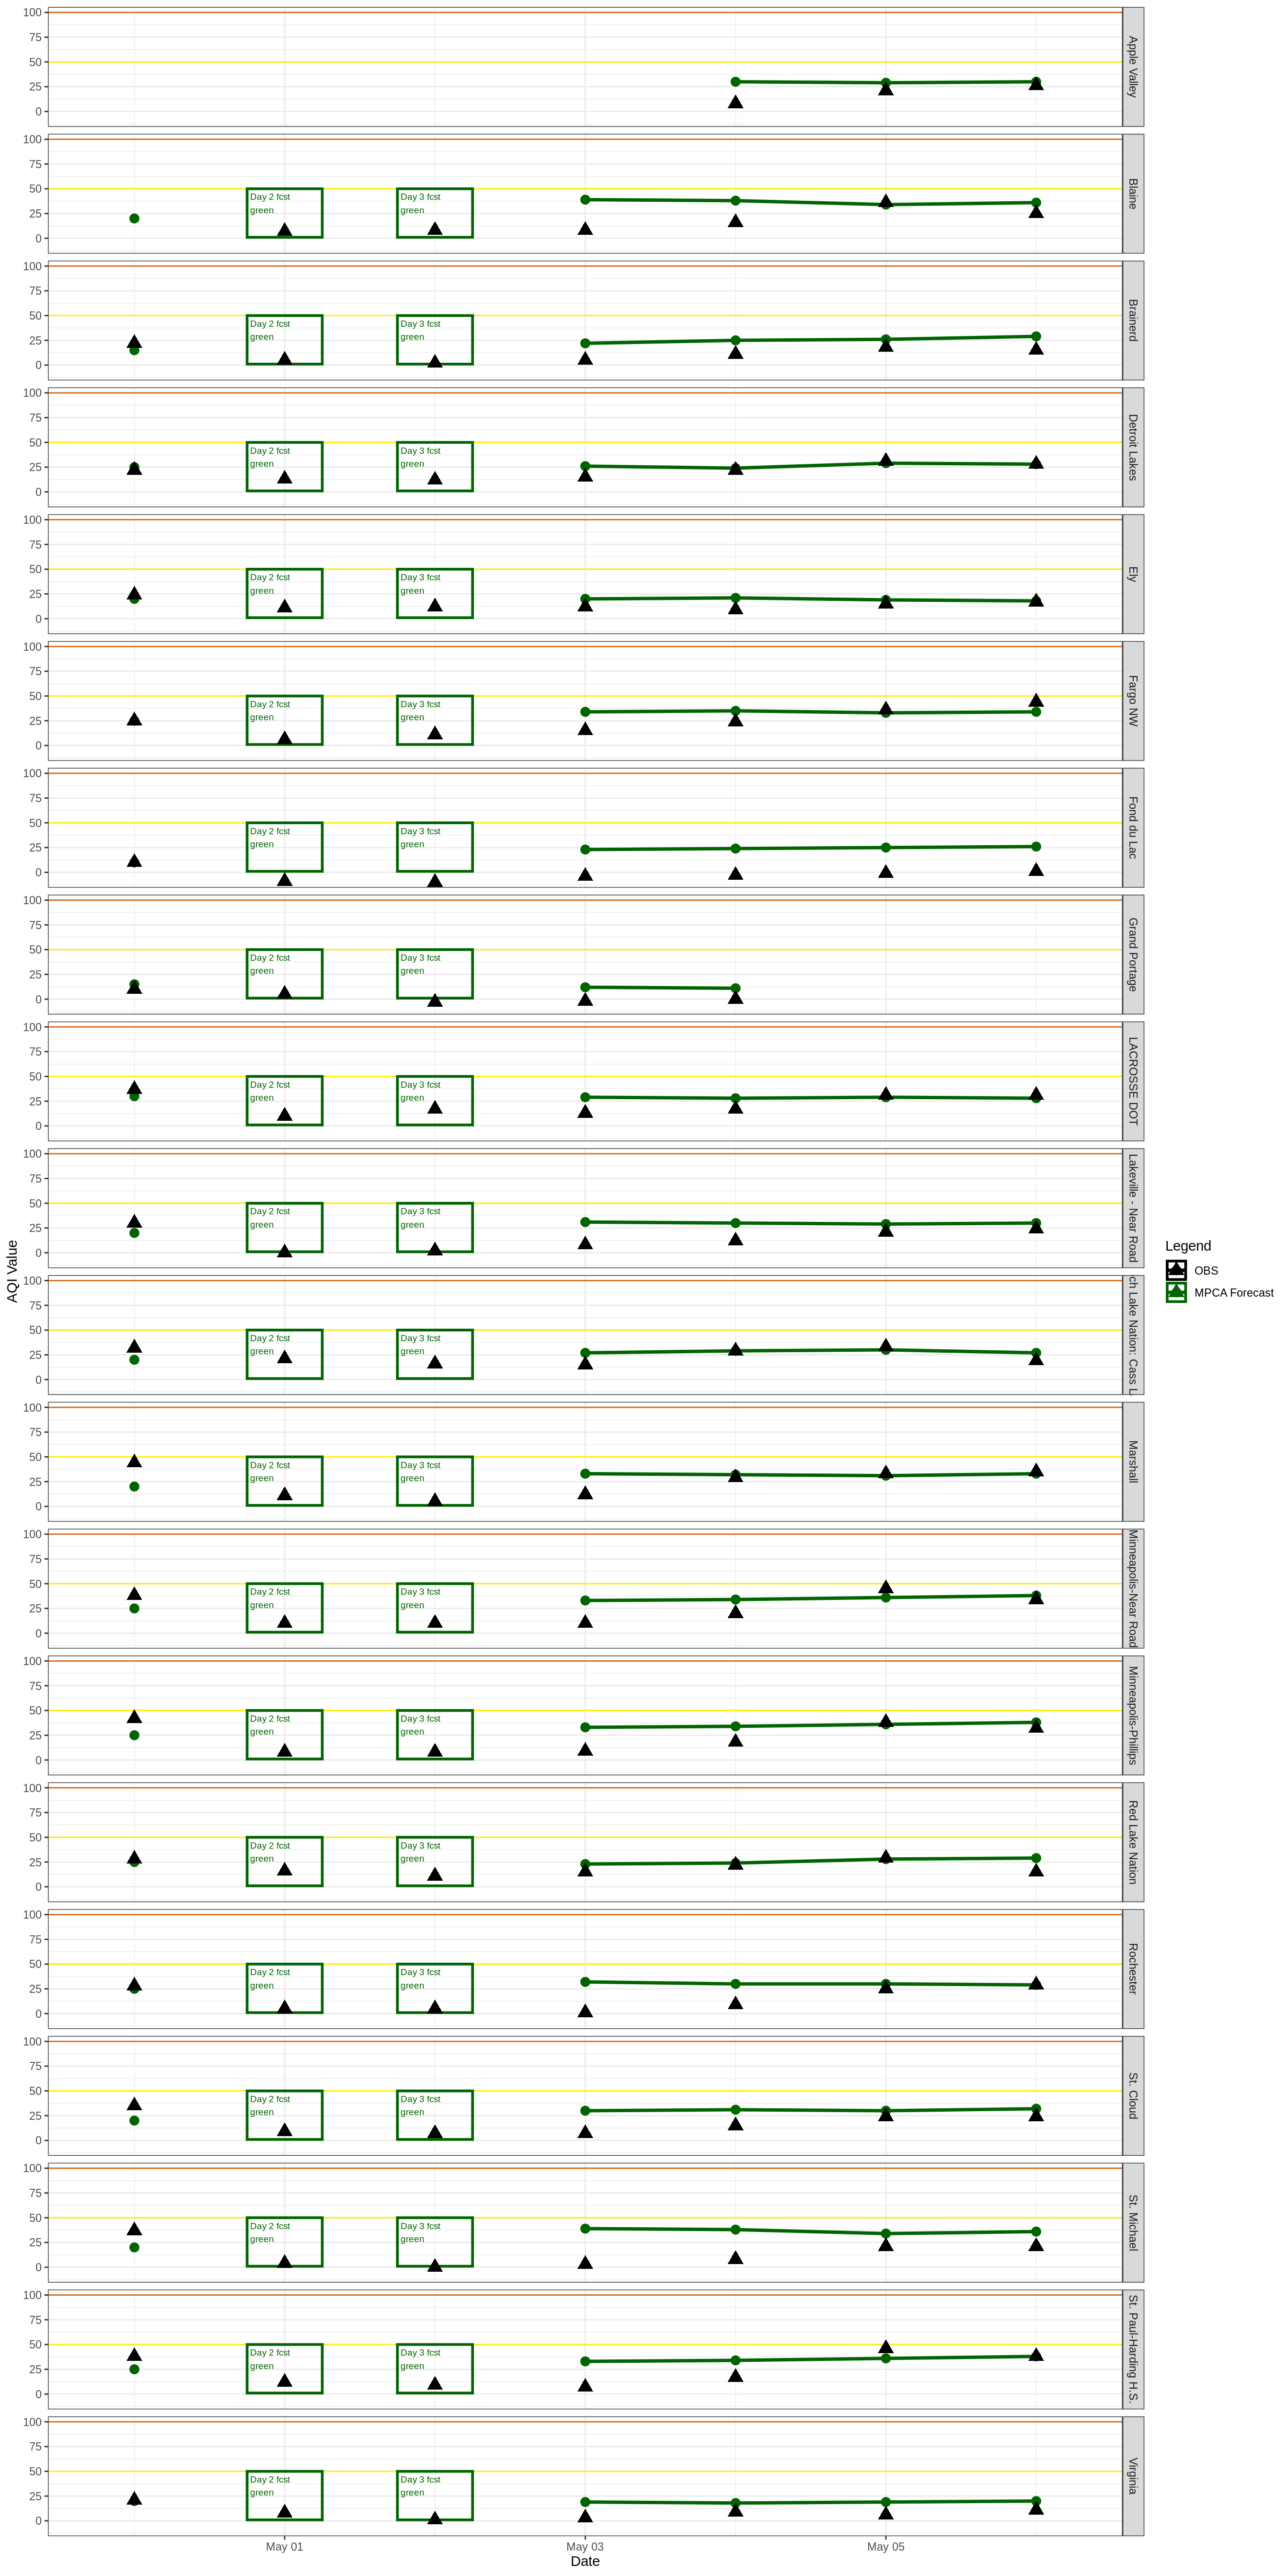 100
75
50
25
0
Apple Valley
100
75
50
25
0
Day 2 fcst
green
Day 3 fcst
green
Blaine
100
75
50
25
0
Day 2 fcst
green
Day 3 fcst
green
Brainerd
100
75
50
25
0
Day 2 fcst
green
Day 3 fcst
green
Detroit Lakes
100
75
50
25
0
Day 2 fcst
green
Day 3 fcst
green
Ely
100
75
50
25
0
Day 2 fcst
green
Day 3 fcst
green
Fargo NW
100
75
50
25
0
Day 2 fcst
green
Day 3 fcst
green
Fond du Lac
100
75
50
25
0
Day 2 fcst
green
Day 3 fcst
green
Grand Portage
100
75
50
25
0
Day 2 fcst
green
Day 3 fcst
green
LACROSSE DOT
100
75
50
25
0
Day 2 fcst
green
Day 3 fcst
green
Lakeville - Near Road
AQI Value
100
75
50
25
0
Day 2 fcst
green
Day 3 fcst
green
ch Lake Nation: Cass L
Legend
OBS
MPCA Forecast
100
75
50
25
0
Day 2 fcst
green
Day 3 fcst
green
Marshall
100
75
50
25
0
Day 2 fcst
green
Day 3 fcst
green
Minneapolis-Near Road
100
75
50
25
0
Day 2 fcst
green
Day 3 fcst
green
Minneapolis-Phillips
100
75
50
25
0
Day 2 fcst
green
Day 3 fcst
green
Red Lake Nation
100
75
50
25
0
Day 2 fcst
green
Day 3 fcst
green
Rochester
100
75
50
25
0
Day 2 fcst
green
Day 3 fcst
green
St. Cloud
100
75
50
25
0
Day 2 fcst
green
Day 3 fcst
green
St. Michael
100
75
50
25
0
Day 2 fcst
green
Day 3 fcst
green
St. Paul-Harding H.S.
100
75
50
25
0
Day 2 fcst
green
Day 3 fcst
green
Virginia
May 01
May 03
May 05
Date